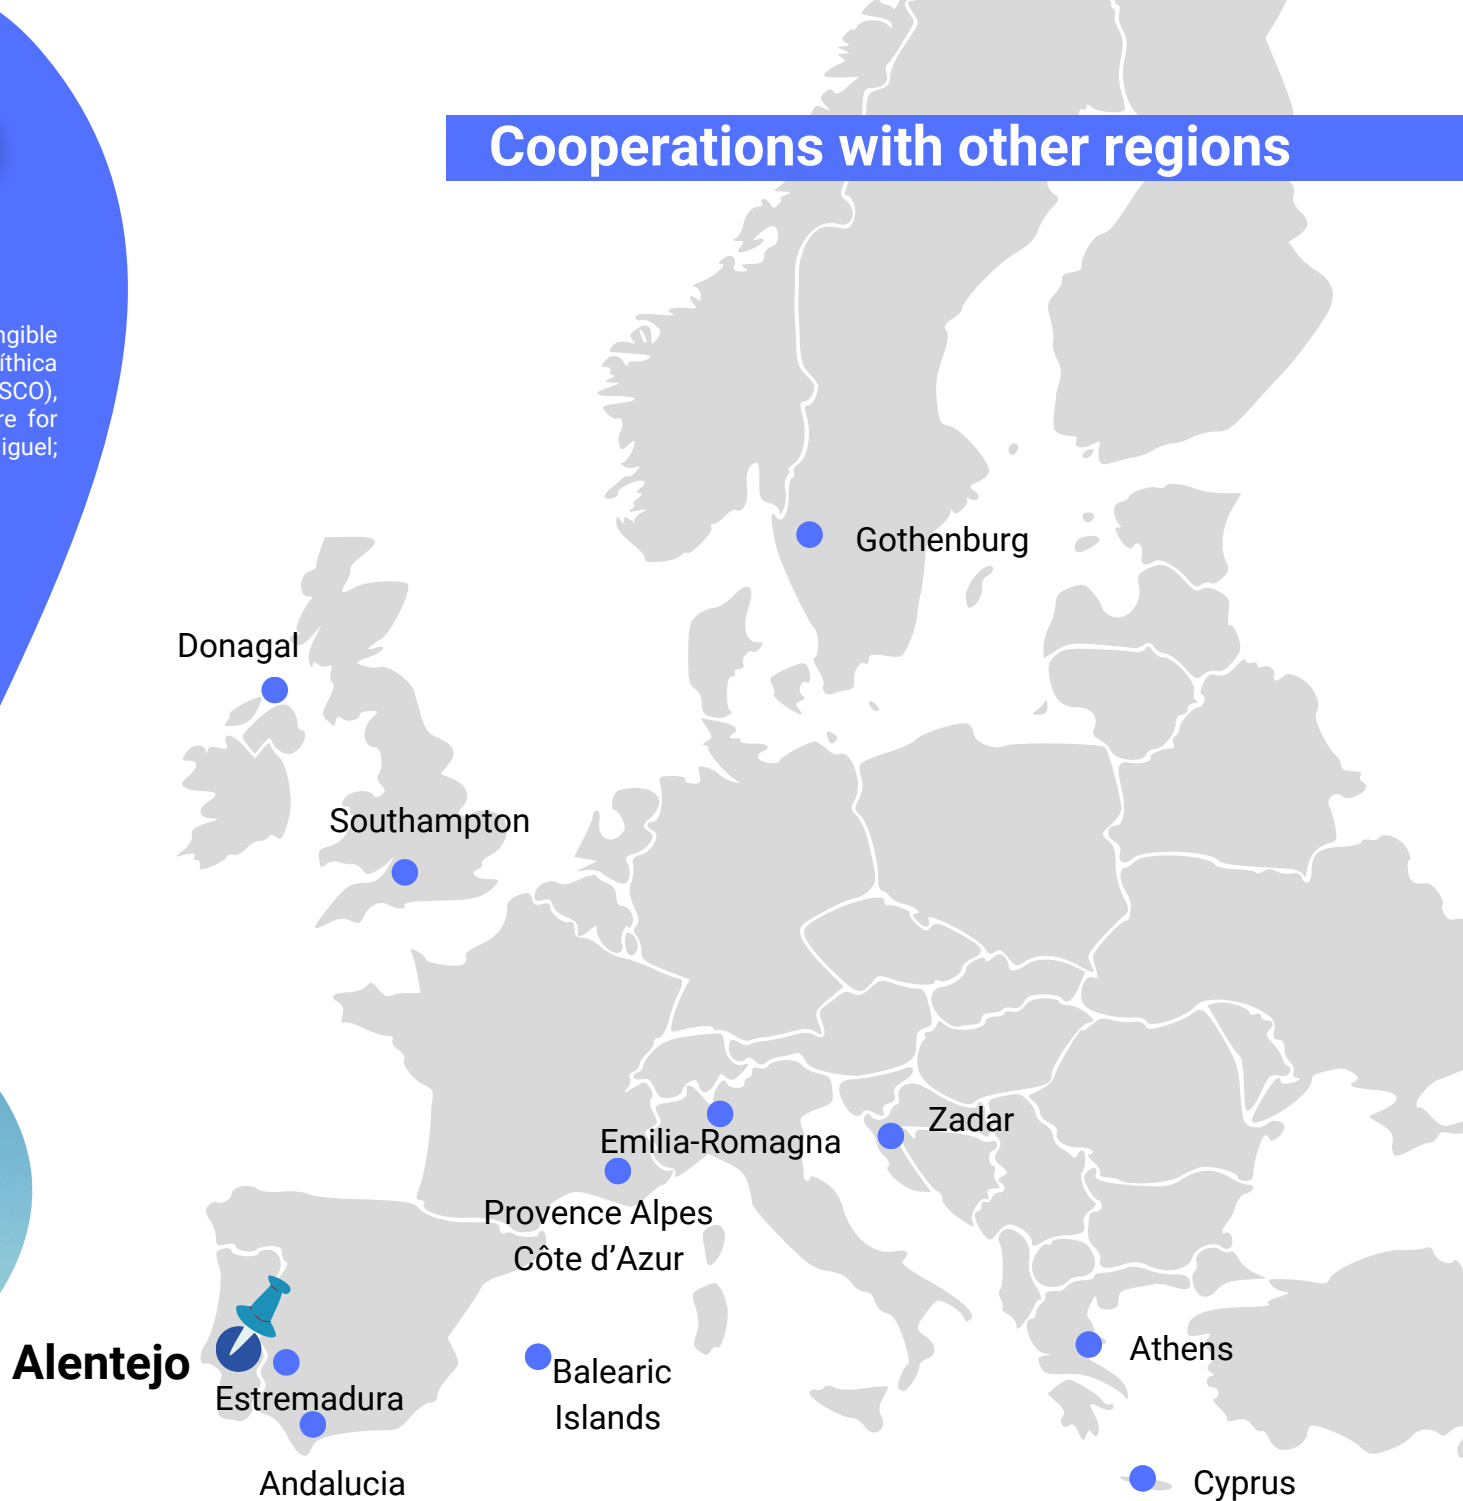 Cooperations with other regions
íthica
SCO),
re for
iguel;
Gothenburg
Donagal
Southampton
Zadar
Emilia-Romagna
Provence Alpes
Côte d’Azur
Alentejo
Estremadura
Balearic
Islands
Athens
Andalucia
Cyprus